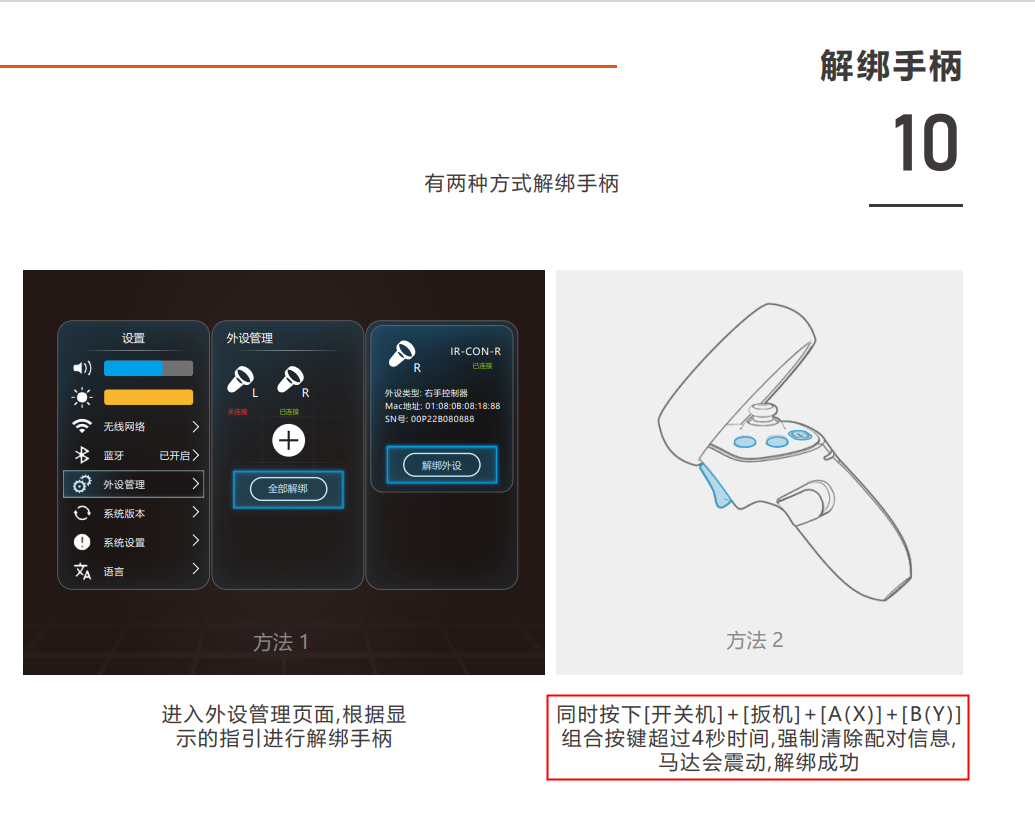 解绑手柄
10
有两种方式解绑手柄
设置
无线网络
蓝牙 已开启
外设管理
系统版本
系统设置
语言
外设管理
L
R
未连接
已连接
全部解绑
R
IR-CON-R
已连接
外设类型: 右手控制器
Mac地址: 01:08:0B:08:18:88
SN号: 00P22B080888
解绑外设
方法 1
方法 2
进入外设管理页面,根据显
示的指引进行解绑手柄
同时按下[开关机]+[扳机]+[A(X)]+[B(Y)]
组合按键超过4秒时间,强制清除配对信息,
马达会震动,解绑成功